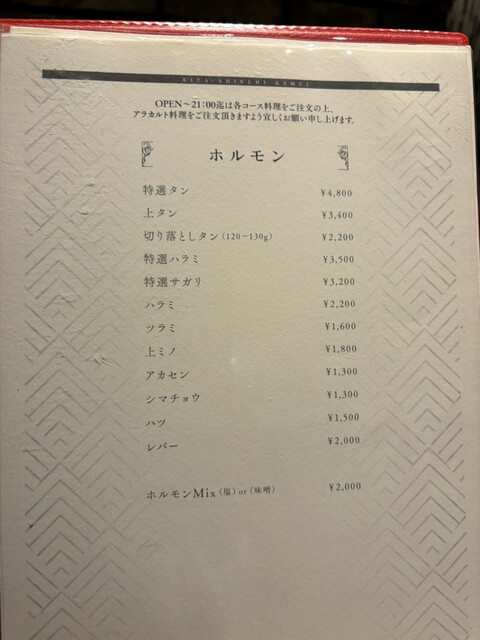 KITA-SHINCHI KAMUI
OPEN〜21:00迄は各コース料理をご注文の上、
アラカルト料理をご注文頂きますよう宜しくお願い申し上げます。
ホルモン
特選タン ¥4,800
上タン ¥3,400
切り落としタン(120〜130g) ¥2,200
特選ハラミ ¥3,500
特選サガリ ¥3,200
ハラミ ¥2,200
ツラミ ¥1,600
上ミノ ¥1,800
アカセン ¥1,300
シマチョウ ¥1,300
ハツ ¥1,500
レバー ¥2,000
ホルモンMix(塩)or(味噌) ¥2,000